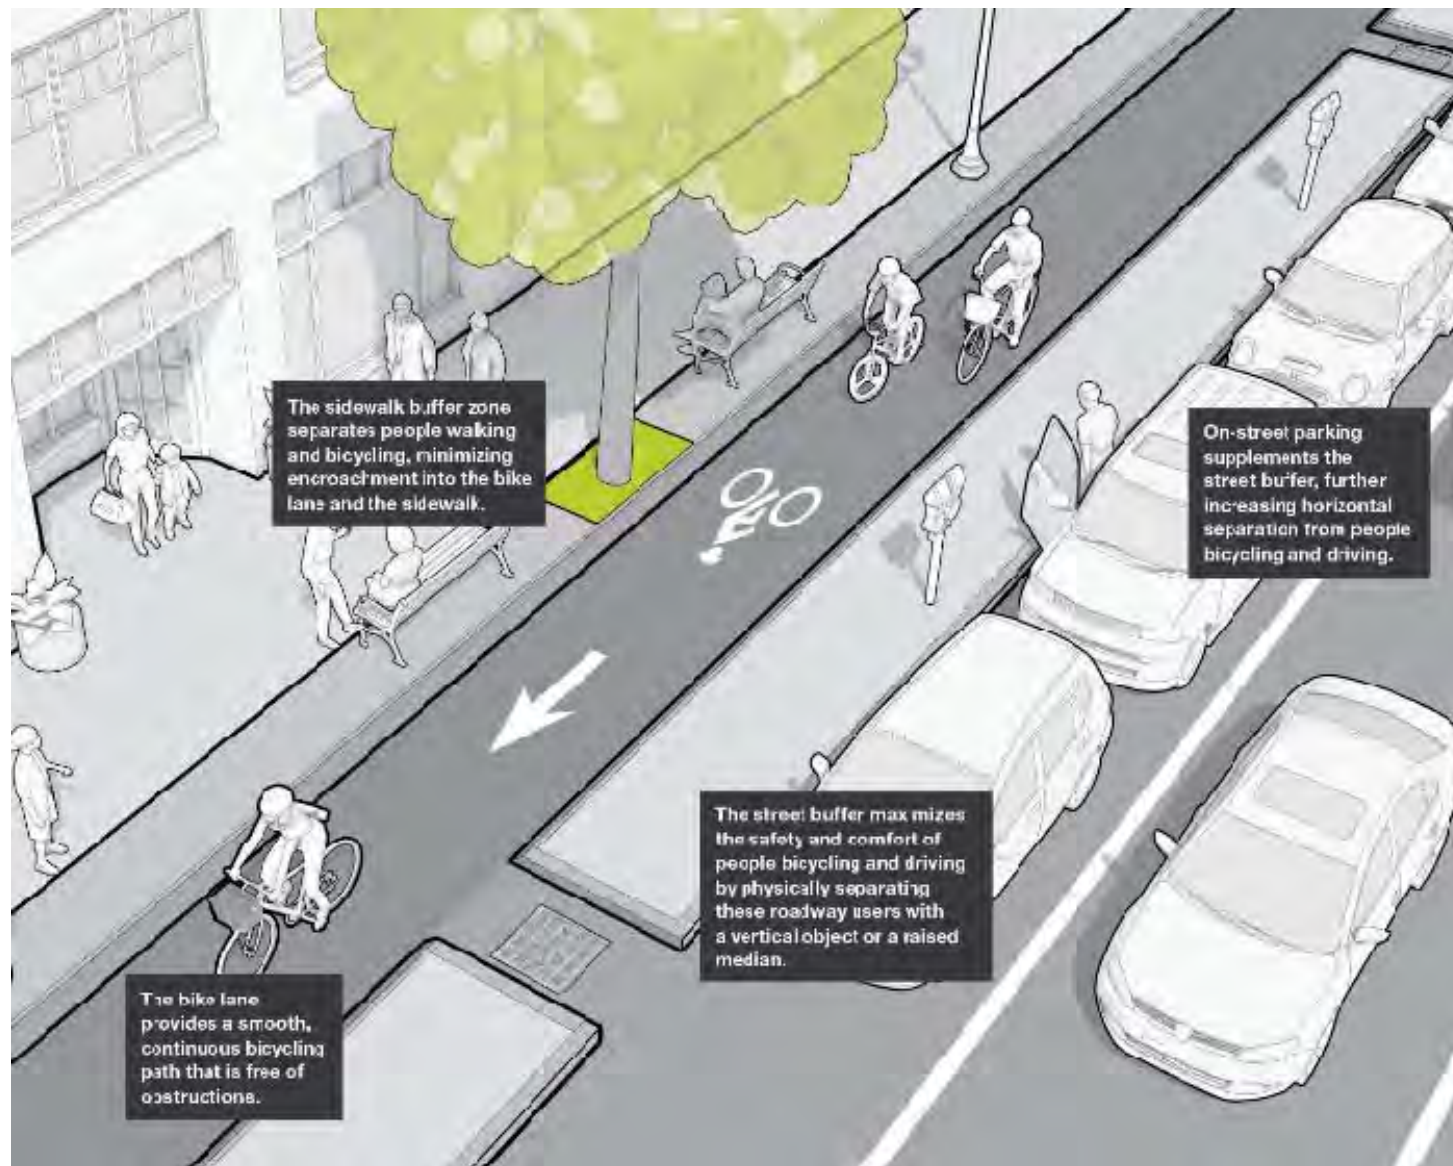 The sidewalk buffer zone
separates people walking
and bicycling, minimizing
encroachment into the bike
lane and the sidewalk.
On-street parking
supplements the
street buffer, further
increasing horizontal
separation from people
bicycling and driving.
The street buffer maximizes
the safety and comfort of
people bicycling and driving
by physically separating
these roadway users with
a vertical object or a raised
median.
The bike lane
provides a smooth,
continuous bicycling
path that is free of
obstructions.